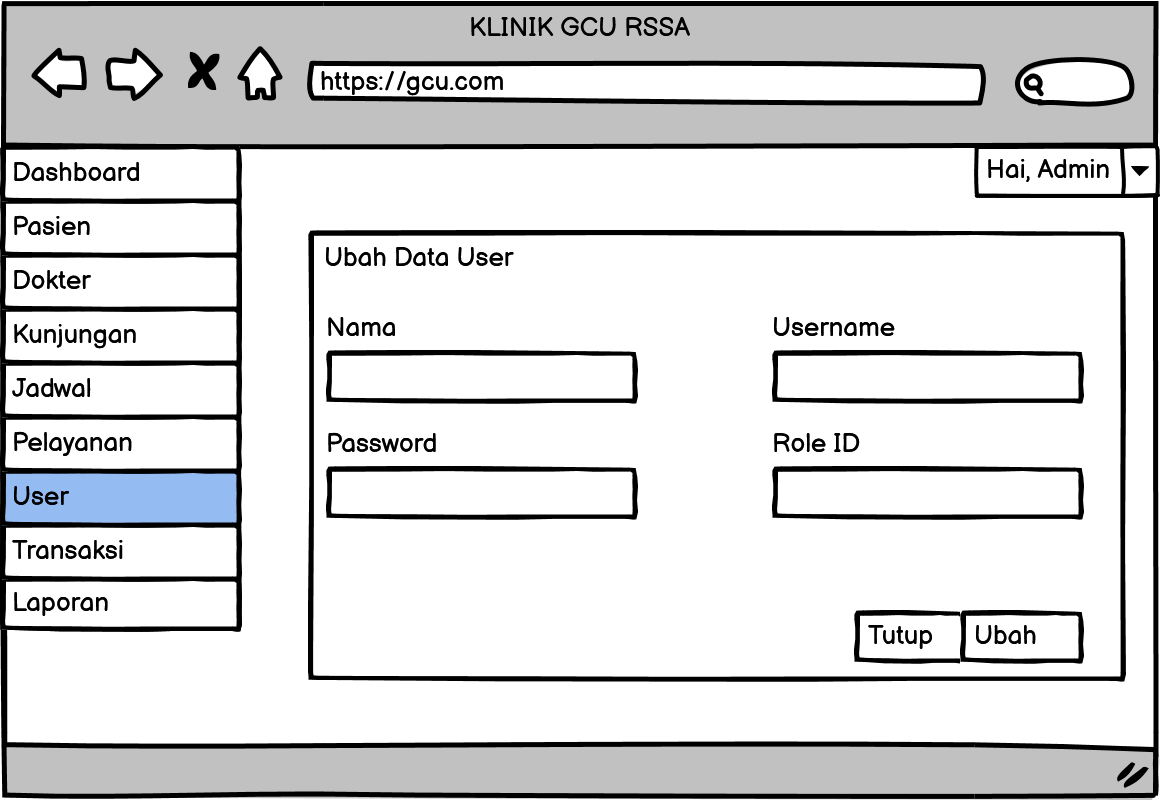 KLINIK GCU RSSA
https://gcu.com
Hai, Admin
Dashboard
Pasien
Dokter
Kunjungan
Jadwal
Pelayanan
User
Transaksi
Laporan
Ubah Data User
Nama
Username
Password
Role ID
Tutup
Ubah